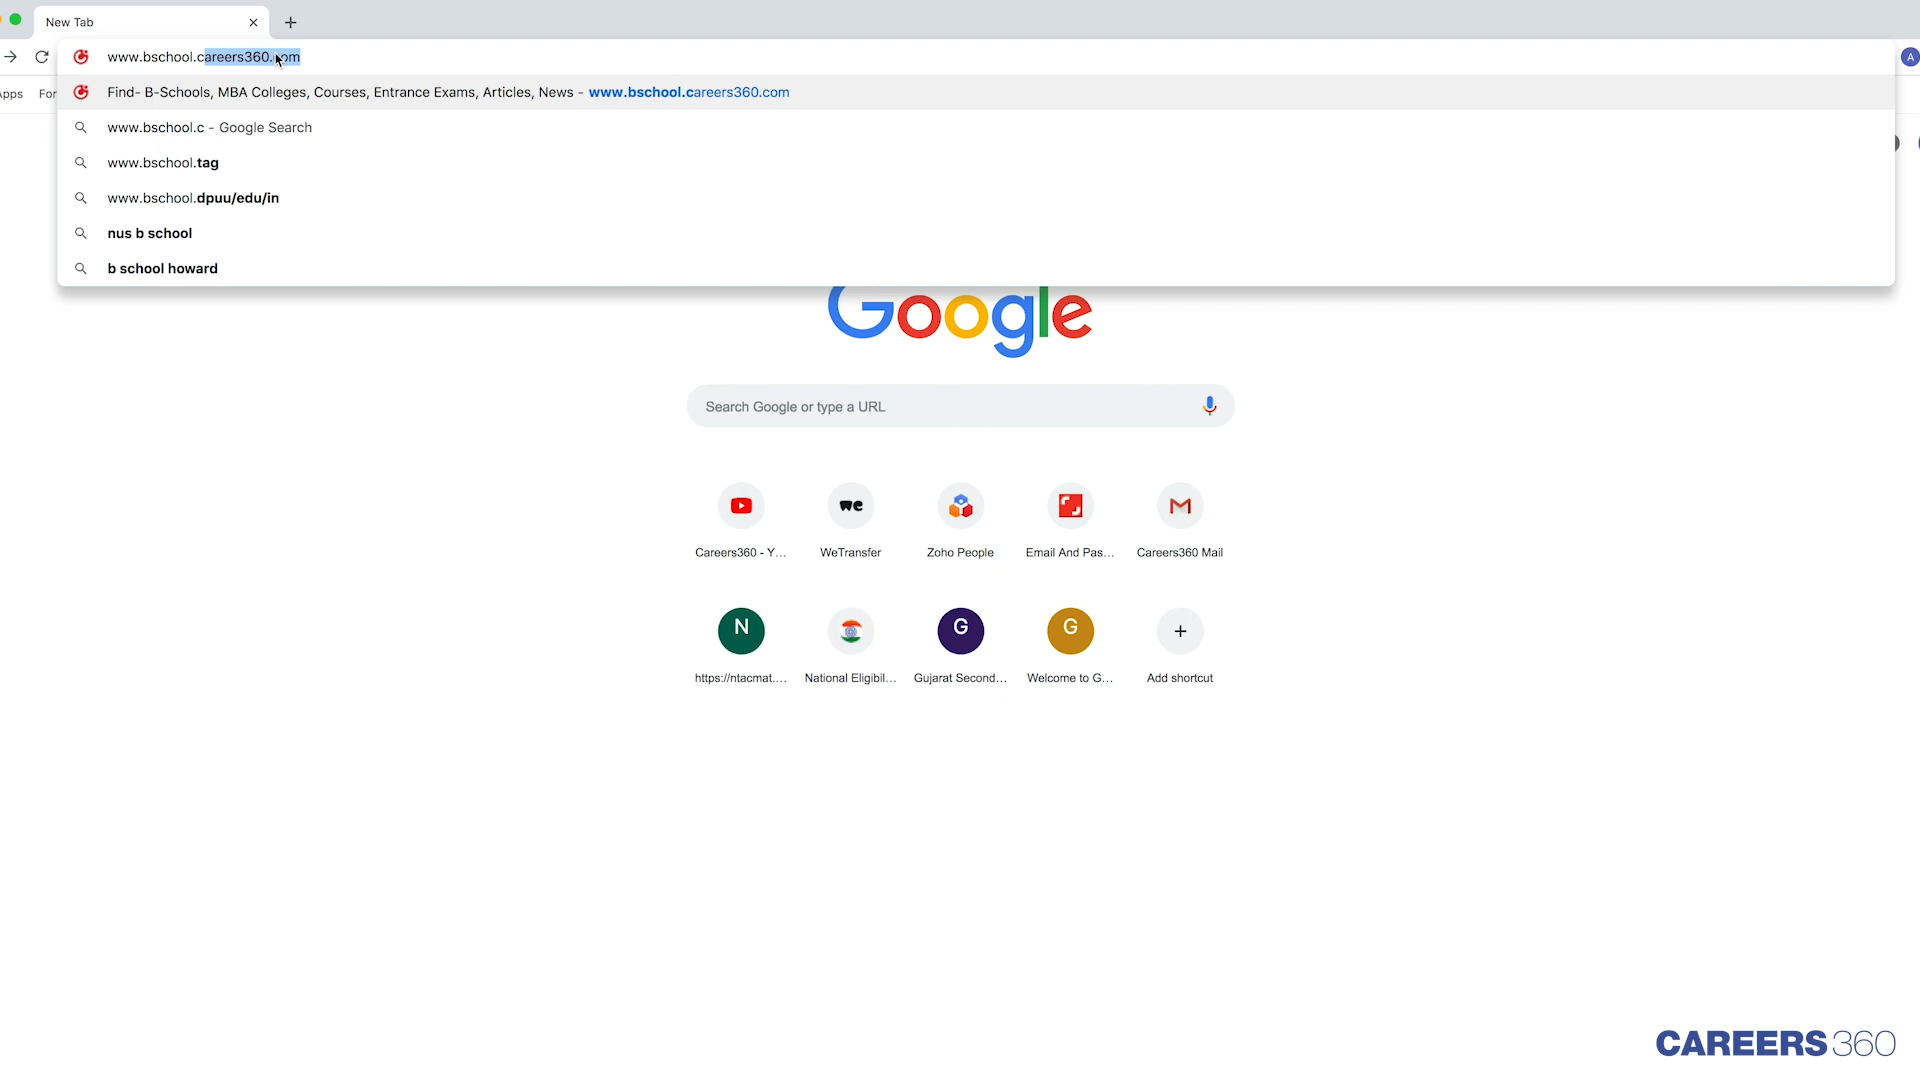 New Tab
www.bschool.careers360.com
Find- B-Schools, MBA Colleges, Courses, Entrance Exams, Articles, News - www.bschool.careers360.com
A
Apps
For
www.bschool.c - Google Search
www.bschool.tag
www.bschool.dpuu/edu/in
nus b school
b school howard
Google
Search Google or type a URL
we
Careers360 - Y...
WeTransfer
Zoho People
Email And Pas...
Careers360 Mail
N
G
G
https://ntacmat....
National Eligibil...
Gujarat Second...
Welcome to G...
Add shortcut
CAREERS360